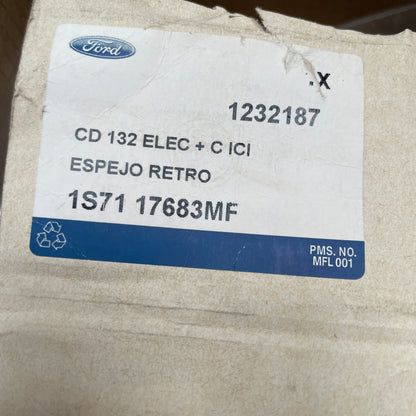 Ford
.X
1232187
CD 132 ELEC + C ICI
ESPEJO RETRO
1S71 17683MF
PMS. NO.
MFL 001